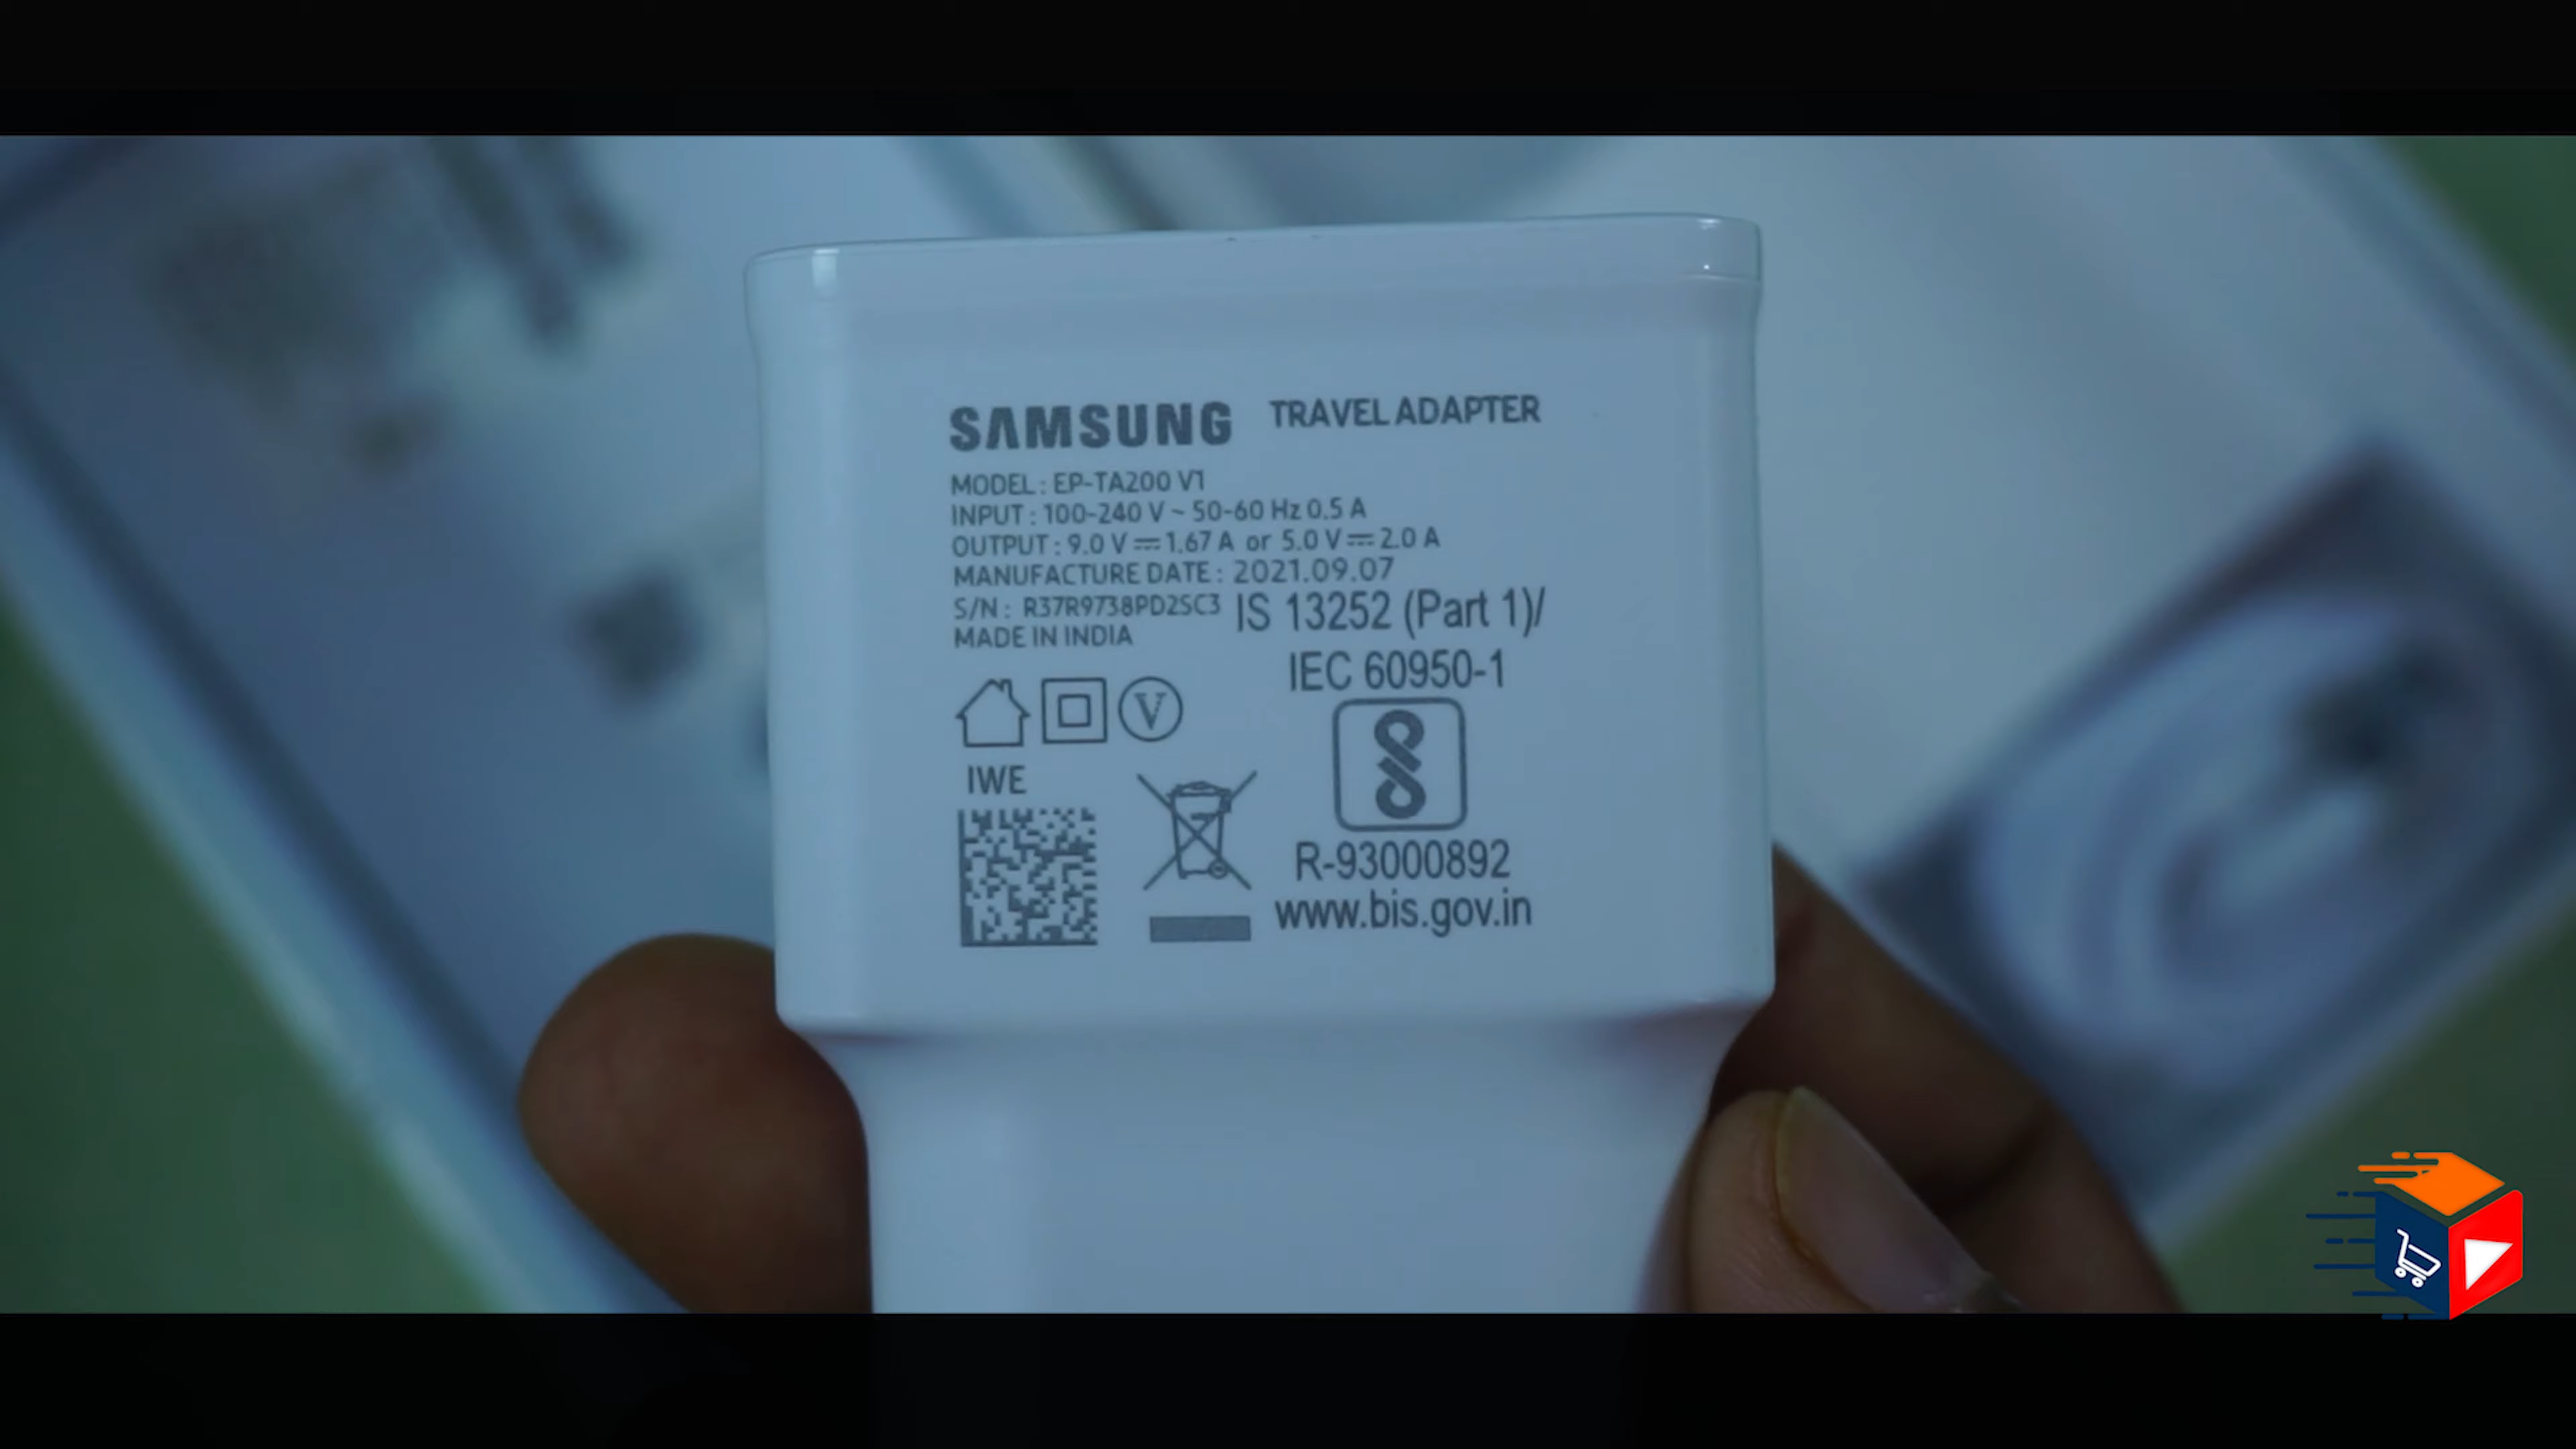 SAMSUNG TRAVEL ADAPTER
MODEL : EP-TA200 V1
INPUT : 100-240 V ~ 50-60 Hz 0.5 A
OUTPUT : 9.0 V ⎓ 1.67 A or 5.0 V ⎓ 2.0 A
MANUFACTURE DATE : 2021.09.07
S/N : R37R9738PD2SC3
MADE IN INDIA
IS 13252 (Part 1)/
IEC 60950-1
V
IWE
R-93000892
www.bis.gov.in